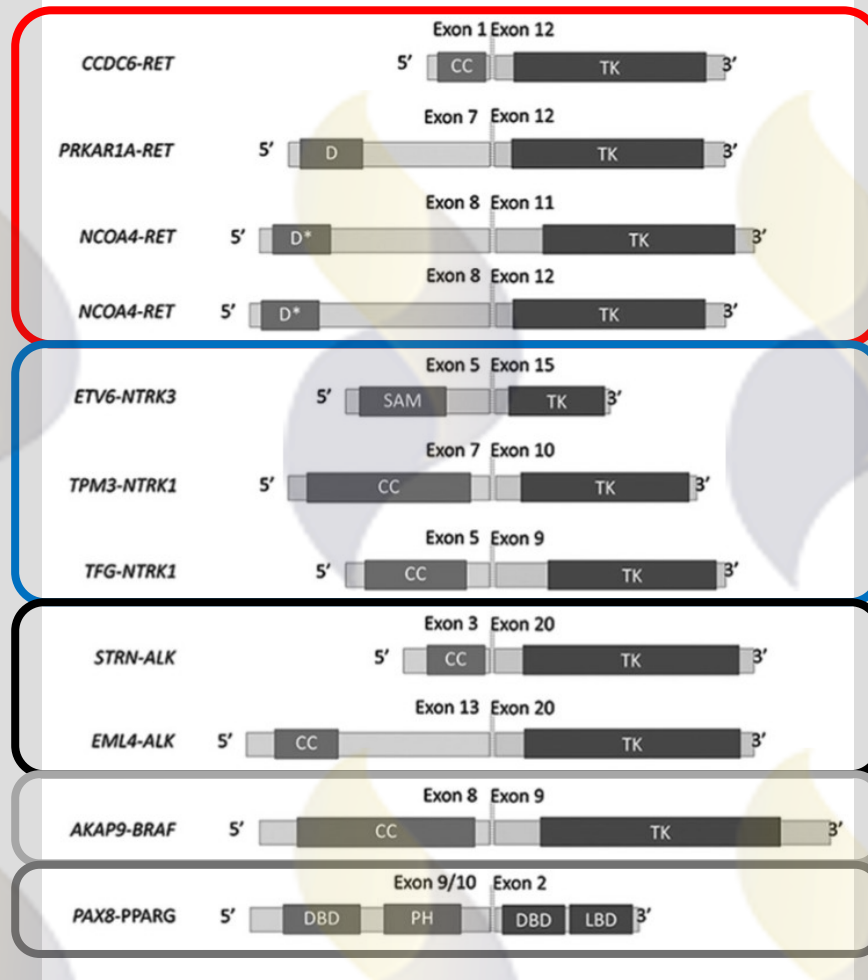 Exon 1 Exon 12
CCDC6-RET 5’ CC TK 3’
Exon 7 Exon 12
PRKAR1A-RET 5’ D TK 3’
Exon 8 Exon 11
NCOA4-RET 5’ D* TK 3’
Exon 8 Exon 12
NCOA4-RET 5’ D* TK 3’
Exon 5 Exon 15
ETV6-NTRK3 5’ SAM TK 3’
Exon 7 Exon 10
TPM3-NTRK1 5’ CC TK 3’
Exon 5 Exon 9
TFG-NTRK1 5’ CC TK 3’
Exon 3 Exon 20
STRN-ALK 5’ CC TK 3’
Exon 13 Exon 20
EML4-ALK 5’ CC TK 3’
Exon 8 Exon 9
AKAP9-BRAF 5’ CC TK 3’
Exon 9/10 Exon 2
PAX8-PPARG 5’ DBD PH DBD LBD 3’